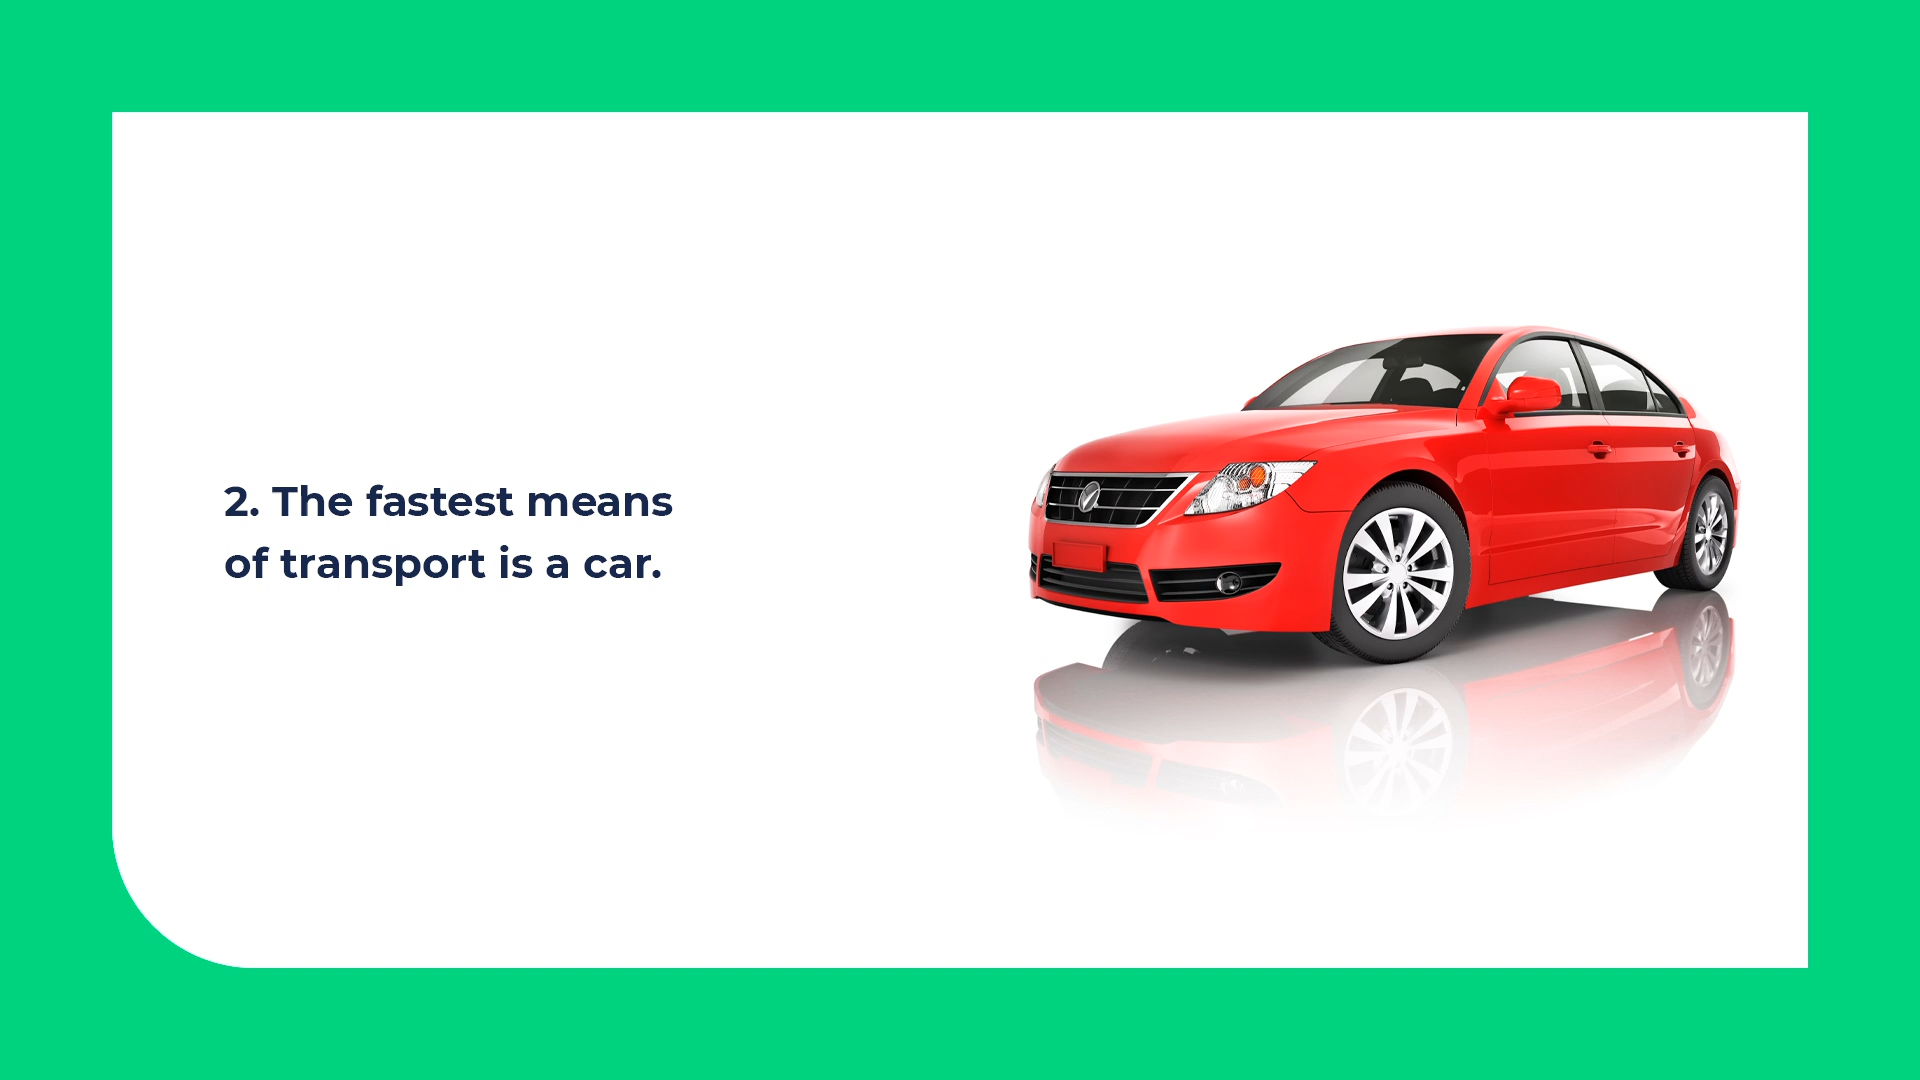 2. The fastest means
of transport is a car.